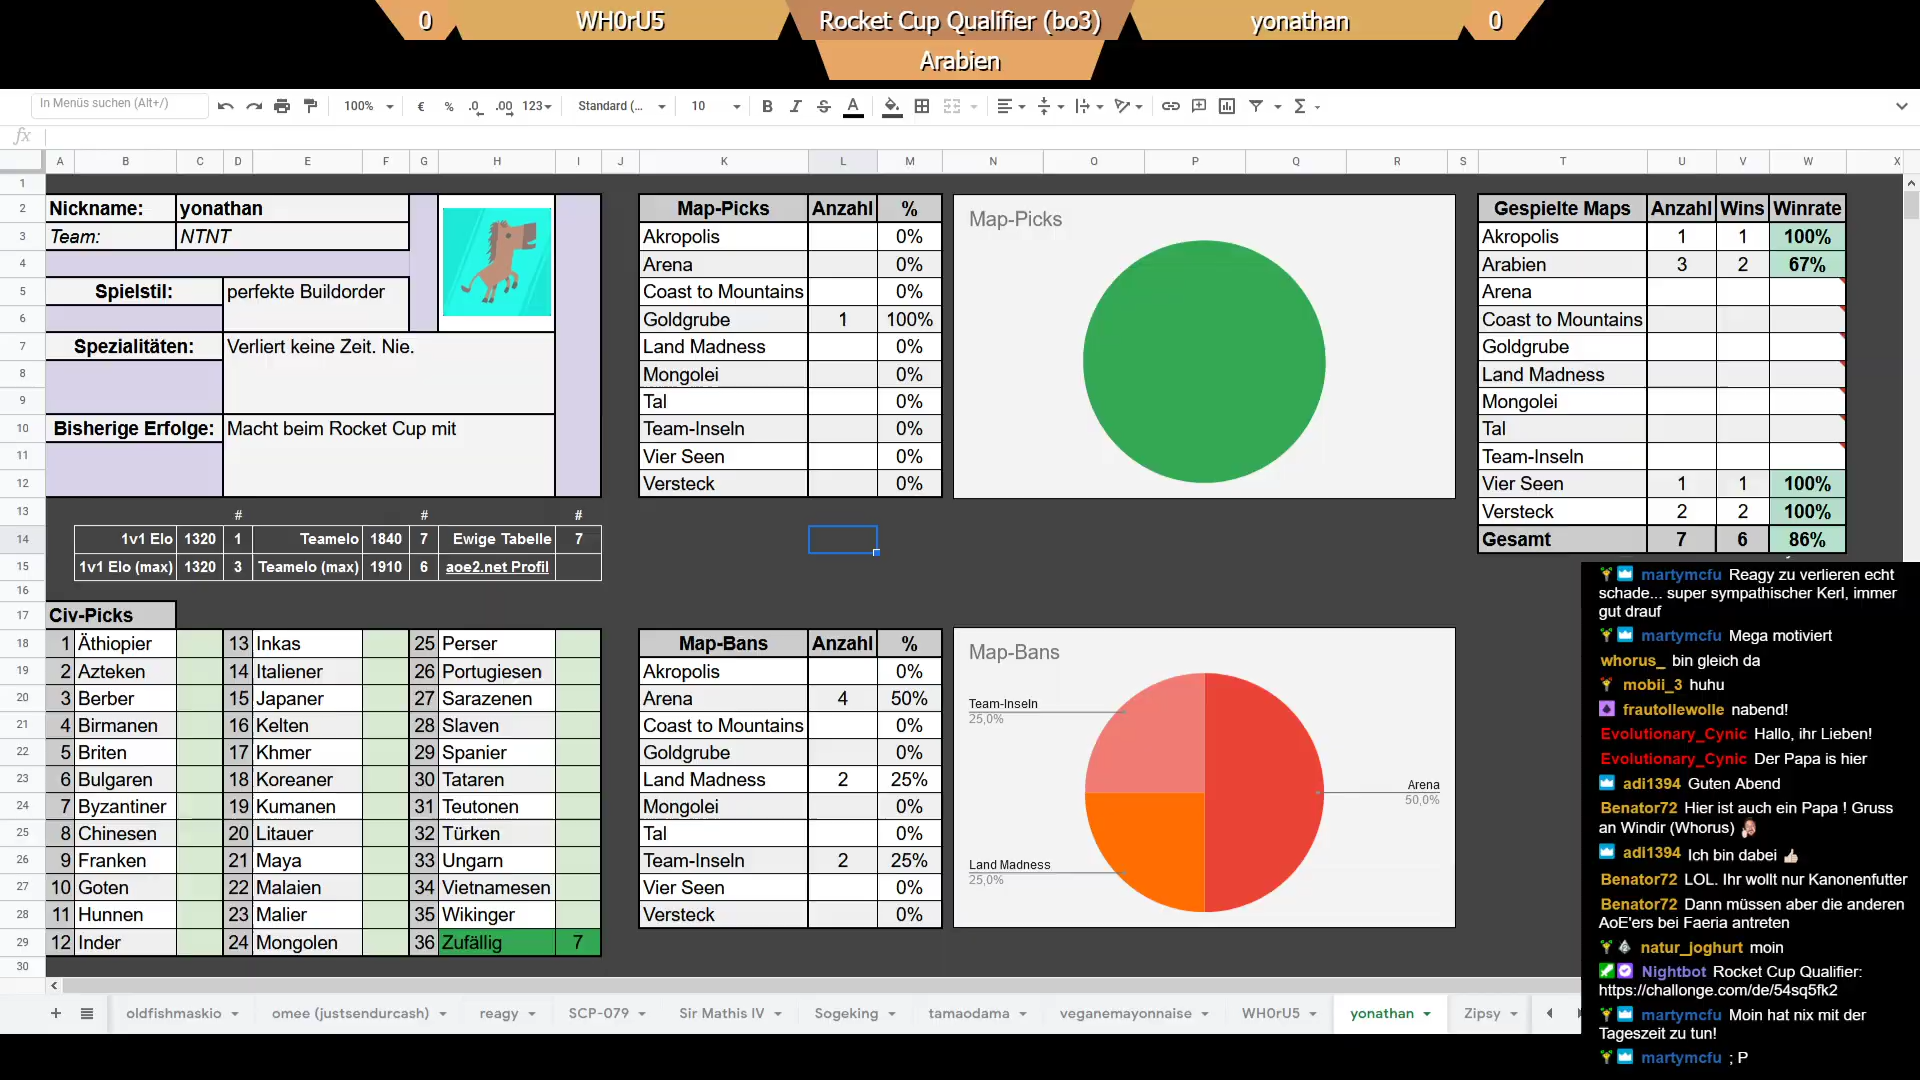 0 WH0rU5 Rocket Cup Qualifier (bo3) yonathan 0
Arabien
In Menüs suchen (Alt+/) 100% € % .0 .00 123 Standard (... 10 B I S A
fx
A B C D E F G H I J K L M N O P Q R S T U V W X
1
2 Nickname: yonathan Map-Picks Anzahl % Map-Picks Gespielte Maps Anzahl Wins Winrate
3 Team: NTNT Akropolis 0% Akropolis 1 1 100%
4 Arena 0% Arabien 3 2 67%
5 Spielstil: perfekte Buildorder Coast to Mountains 0% Arena
6 Goldgrube 1 100% Coast to Mountains
7 Spezialitäten: Verliert keine Zeit. Nie. Land Madness 0% Goldgrube
8 Mongolei 0% Land Madness
9 Tal 0% Mongolei
10 Bisherige Erfolge: Macht beim Rocket Cup mit Team-Inseln 0% Tal
11 Vier Seen 0% Team-Inseln
12 Versteck 0% Vier Seen 1 1 100%
13 # # # Versteck 2 2 100%
14 1v1 Elo 1320 1 Teamelo 1840 7 Ewige Tabelle 7 Gesamt 7 6 86%
15 1v1 Elo (max) 1320 3 Teamelo (max) 1910 6 aoe2.net Profil
16
17 Civ-Picks
18 1 Äthiopier 13 Inkas 25 Perser Map-Bans Anzahl % Map-Bans
19 2 Azteken 14 Italiener 26 Portugiesen Akropolis 0%
20 3 Berber 15 Japaner 27 Sarazenen Arena 4 50% Team-Inseln
25,0%
21 4 Birmanen 16 Kelten 28 Slaven Coast to Mountains 0%
22 5 Briten 17 Khmer 29 Spanier Goldgrube 0%
23 6 Bulgaren 18 Koreaner 30 Tataren Land Madness 2 25% Arena
50,0%
24 7 Byzantiner 19 Kumanen 31 Teutonen Mongolei 0%
25 8 Chinesen 20 Litauer 32 Türken Tal 0%
26 9 Franken 21 Maya 33 Ungarn Team-Inseln 2 25% Land Madness
25,0%
27 10 Goten 22 Malaien 34 Vietnamesen Vier Seen 0%
28 11 Hunnen 23 Malier 35 Wikinger Versteck 0%
29 12 Inder 24 Mongolen 36 Zufällig 7
30
martymcfu Reagy zu verlieren echt
schade... super sympathischer Kerl, immer
gut drauf
martymcfu Mega motiviert
whorus_ bin gleich da
mobii_3 huhu
frautollewolle nabend!
Evolutionary_Cynic Hallo, ihr Lieben!
Evolutionary_Cynic Der Papa is hier
adi1394 Guten Abend
Benator72 Hier ist auch ein Papa ! Gruss
an Windir (Whorus)
adi1394 Ich bin dabei 👍🏻
Benator72 LOL. Ihr wollt nur Kanonenfutter
Benator72 Dann müssen aber die anderen
AoE'ers bei Faeria antreten
natur_joghurt moin
Nightbot Rocket Cup Qualifier:
https://challonge.com/de/54sq5fk2
martymcfu Moin hat nix mit der
Tageszeit zu tun!
martymcfu ; P
oldfishmaskio omee (justsendurcash) reagy SCP-079 Sir Mathis IV Sogeking tamaodama veganemayonnaise WH0rU5 yonathan Zipsy